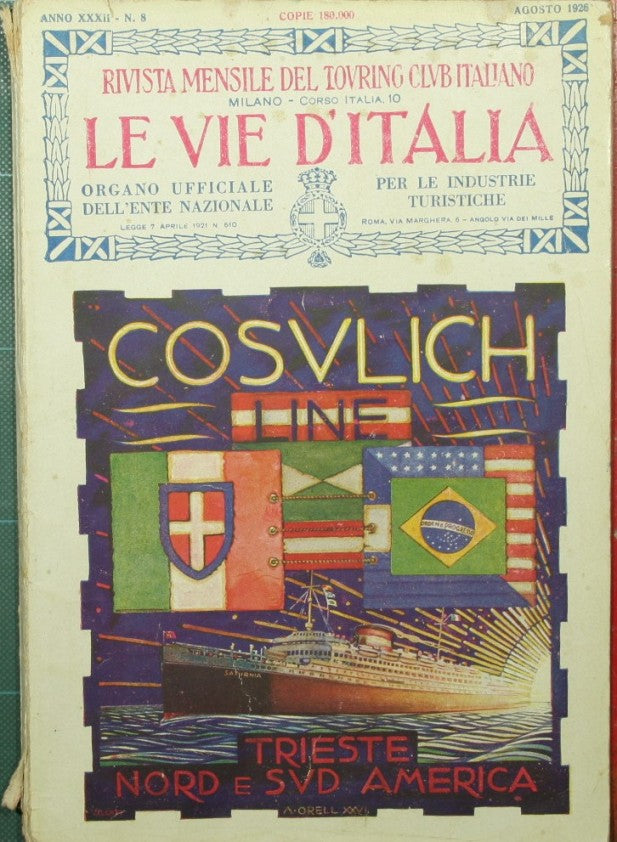 ANNO XXXII - N. 8
COPIE 180.000
AGOSTO 1926
RIVISTA MENSILE DEL TOVRING CLVB ITALIANO
MILANO - CORSO ITALIA, 10
LE VIE D'ITALIA
ORGANO UFFICIALE
DELL'ENTE NAZIONALE
LEGGE 7 APRILE 1921 N. 610
PER LE INDUSTRIE
TURISTICHE
ROMA, VIA MARGHERA, 6 - ANGOLO VIA DEI MILLE
COSVLICH
LINE
ORDEM E PROGRESSO
SATURNIA
TRIESTE
NORD E SVD AMERICA
A. ORELL XXVI